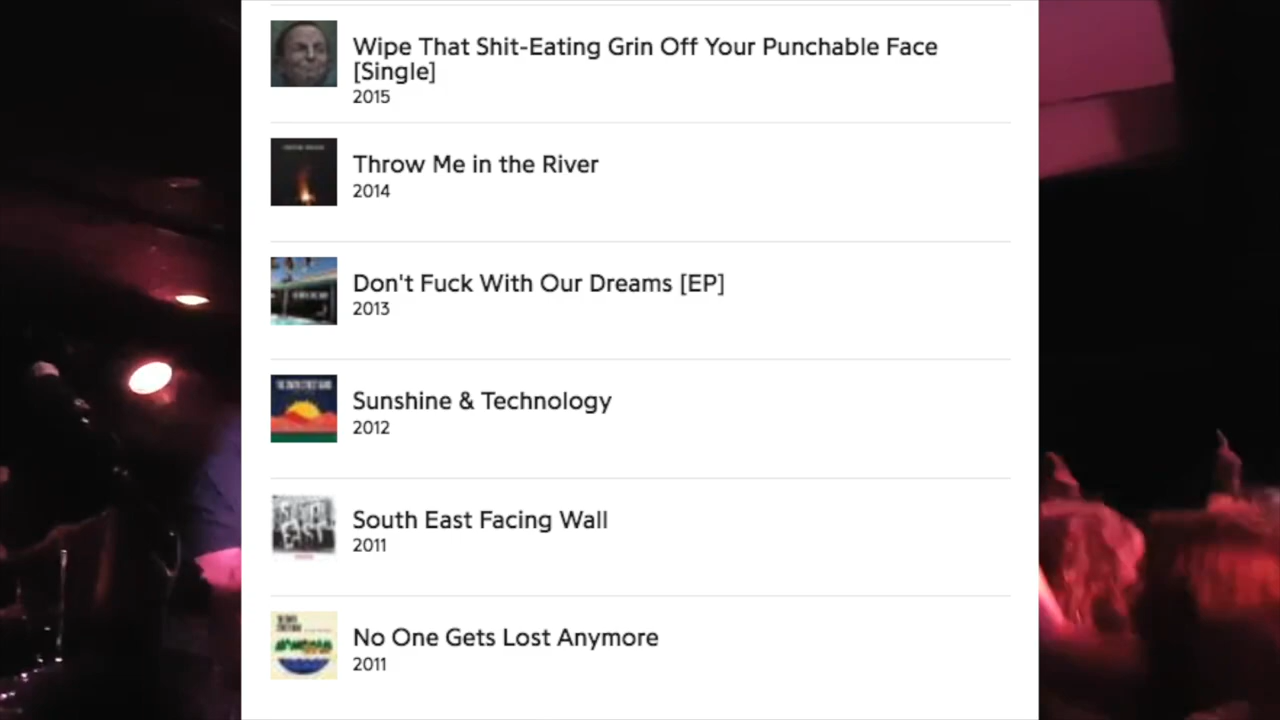 Wipe That Shit-Eating Grin Off Your Punchable Face
[Single]
2015
Throw Me in the River
2014
Don't Fuck With Our Dreams [EP]
2013
Sunshine & Technology
2012
South East Facing Wall
2011
No One Gets Lost Anymore
2011